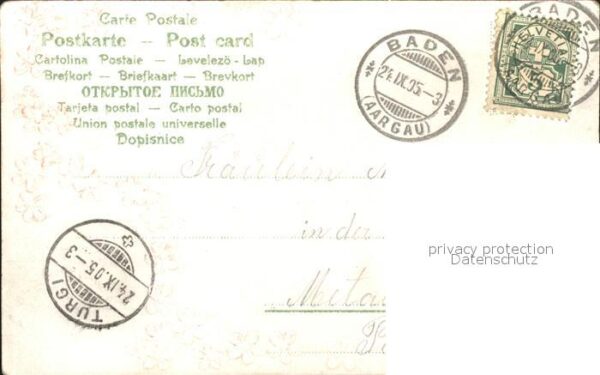 Carte Postale
Postkarte – Post card
Cartolina Postale – Levelező-Lap
Brefkort – Briefkaart – Brevkort
ОТКРЫТОЕ ПИСЬМО
Tarjeta postal – Carto postal
Union postale universelle
Dopisnice
BADEN
24.IX.05–3
(AARGAU)
BADEN
HELVETIA
Fräulein
in der
privacy protection
Datenschutz
TURGI
24.IX.05–3